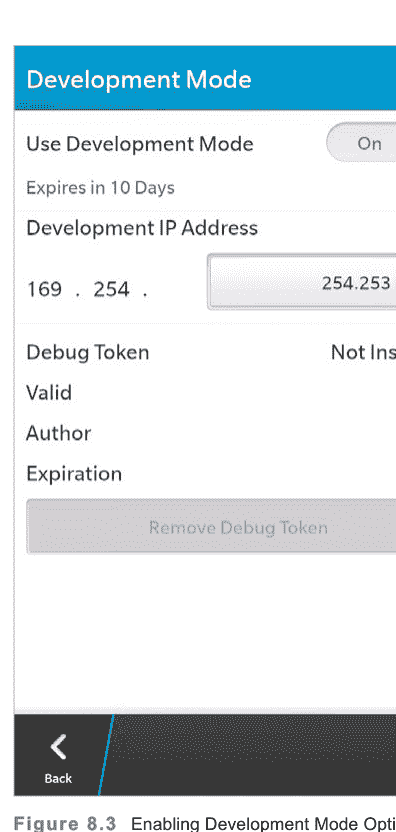 Development Mode
Use Development Mode On
Expires in 10 Days
Development IP Address
169 . 254 . 254.253
Debug Token Not Ins
Valid
Author
Expiration
Remove Debug Token
Back
Figure 8.3 Enabling Development Mode Opti